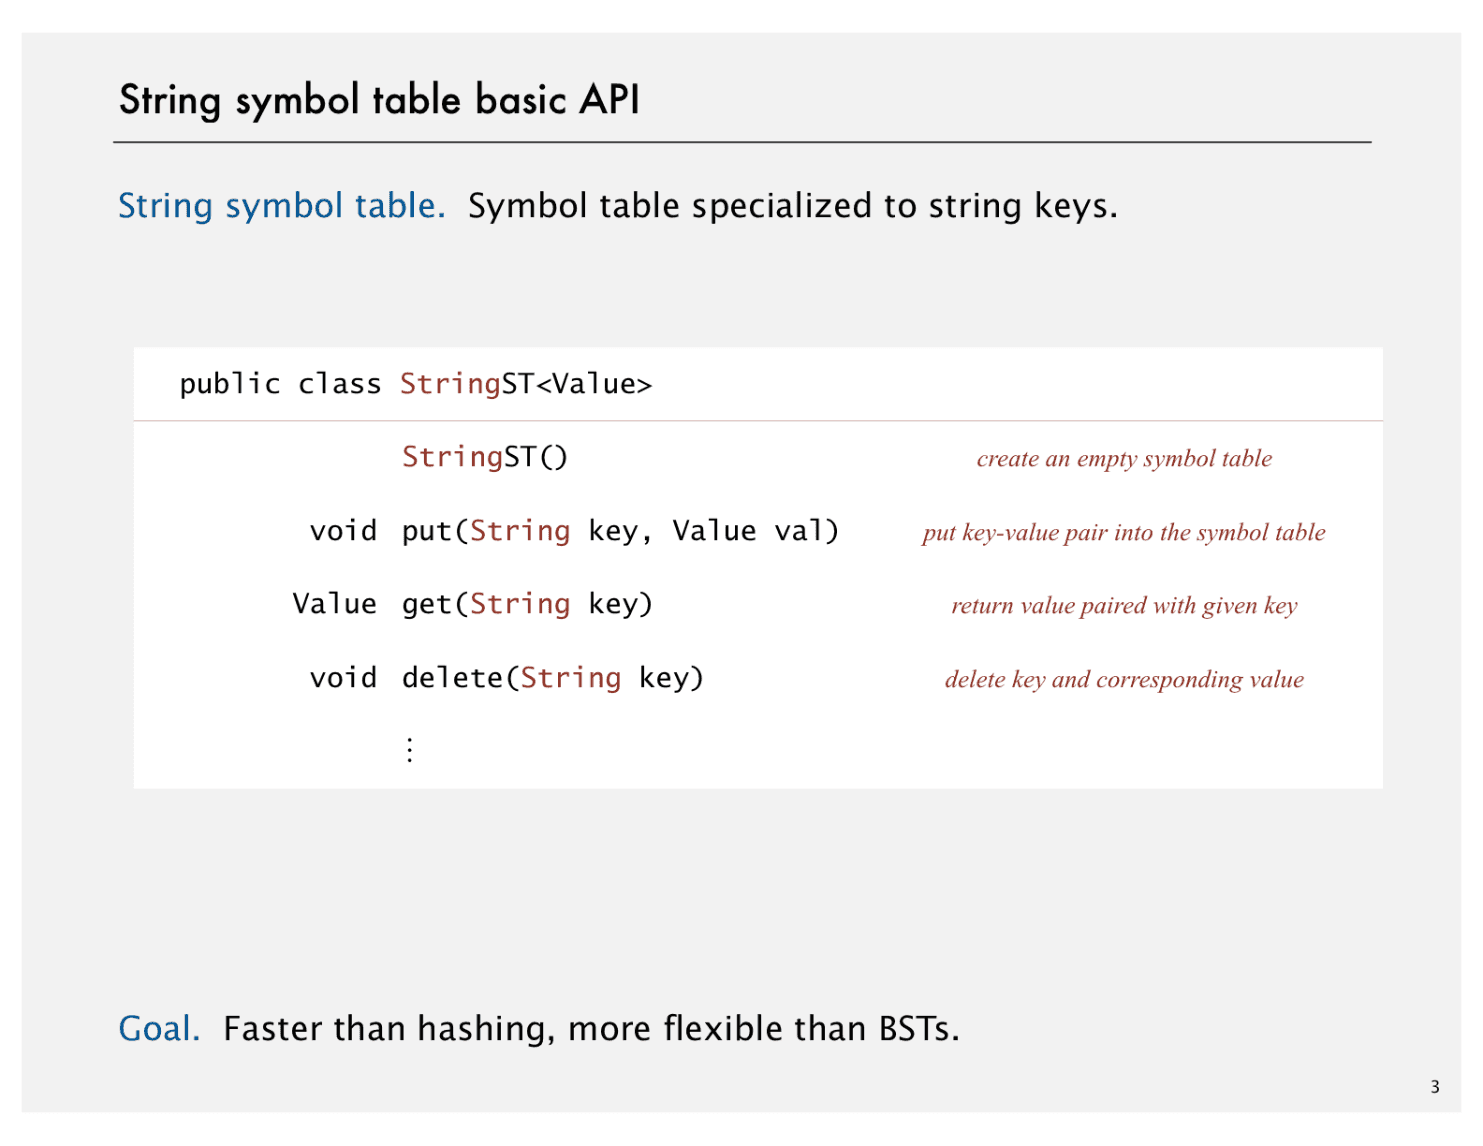 String symbol table basic API
String symbol table. Symbol table specialized to string keys.
public class StringST<Value>
StringST() create an empty symbol table
void put(String key, Value val) put key-value pair into the symbol table
Value get(String key) return value paired with given key
void delete(String key) delete key and corresponding value
⋮
Goal. Faster than hashing, more flexible than BSTs.
3